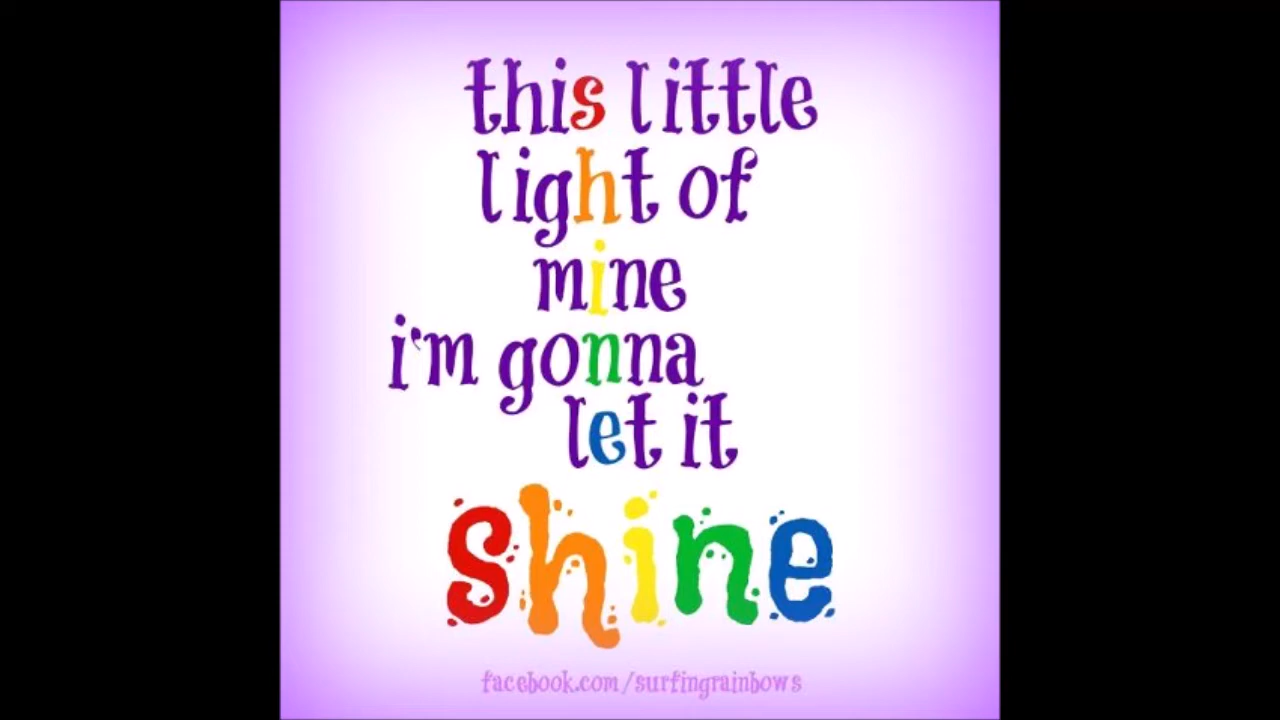 this little
light of
mine
i'm gonna
let it
shine
facebook.com/surfingrainbows